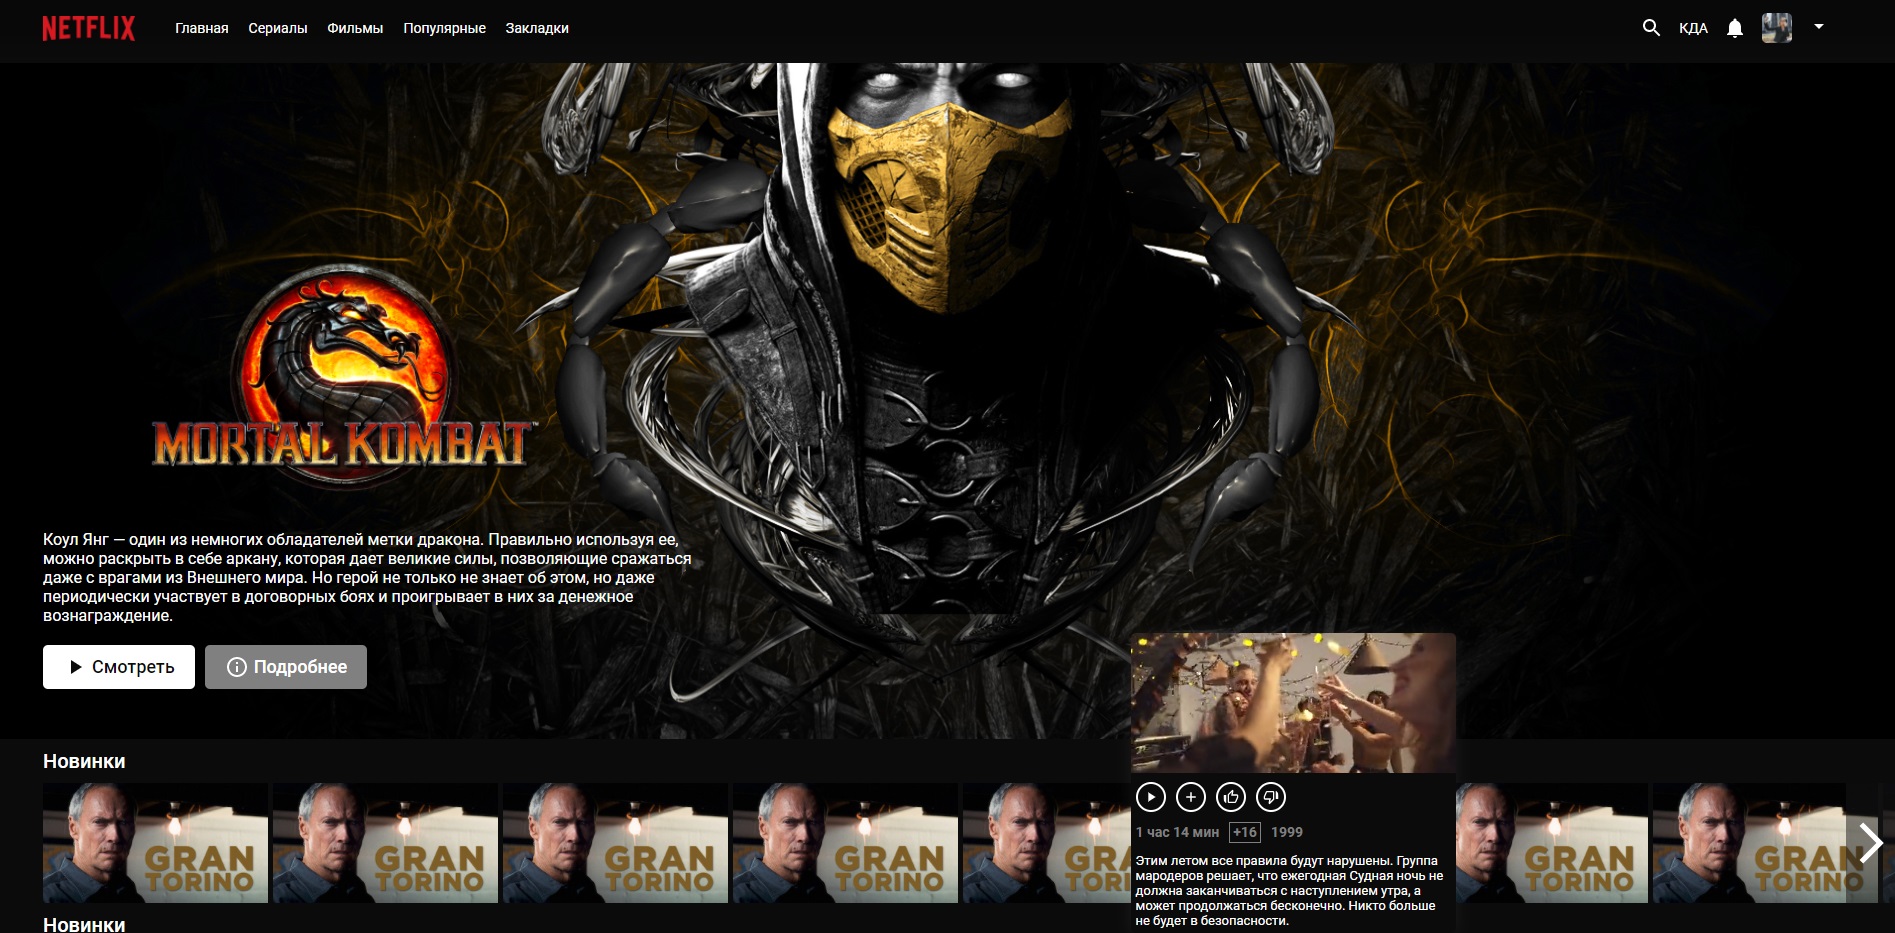 NETFLIX
Главная Сериалы Фильмы Популярные Закладки
КДА
MORTAL KOMBAT™
Коул Янг — один из немногих обладателей метки дракона. Правильно используя ее,
можно раскрыть в себе аркану, которая дает великие силы, позволяющие сражаться
даже с врагами из Внешнего мира. Но герой не только не знает об этом, но даже
периодически участвует в договорных боях и проигрывает в них за денежное
вознаграждение.
Смотреть
Подробнее
Новинки
GRAN
TORINO
GRAN
TORINO
GRAN
TORINO
GRAN
TORINO
GRA
TORI
1 час 14 мин +16 1999
Этим летом все правила будут нарушены. Группа
мародеров решает, что ежегодная Судная ночь не
должна заканчиваться с наступлением утра, а
может продолжаться бесконечно. Никто больше
не будет в безопасности.
GRAN
TORINO
GRAN
TORINO
Новинки